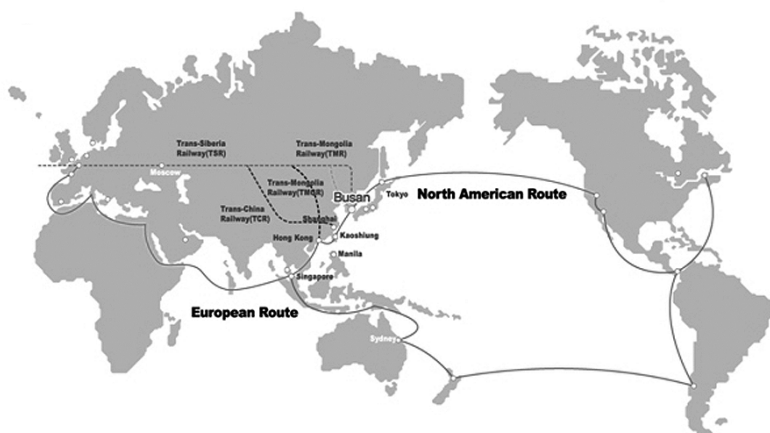 Trans-Siberia
Railway(TSR)
Trans-Mongolia
Railway(TMR)
Moscow
Trans-Mongolia
Railway(TMGR)
Busan
Tokyo
North American Route
Trans-China
Railway(TCR)
Shanghai
Hong Kong
Kaoshiung
Manila
Singapore
European Route
Sydney